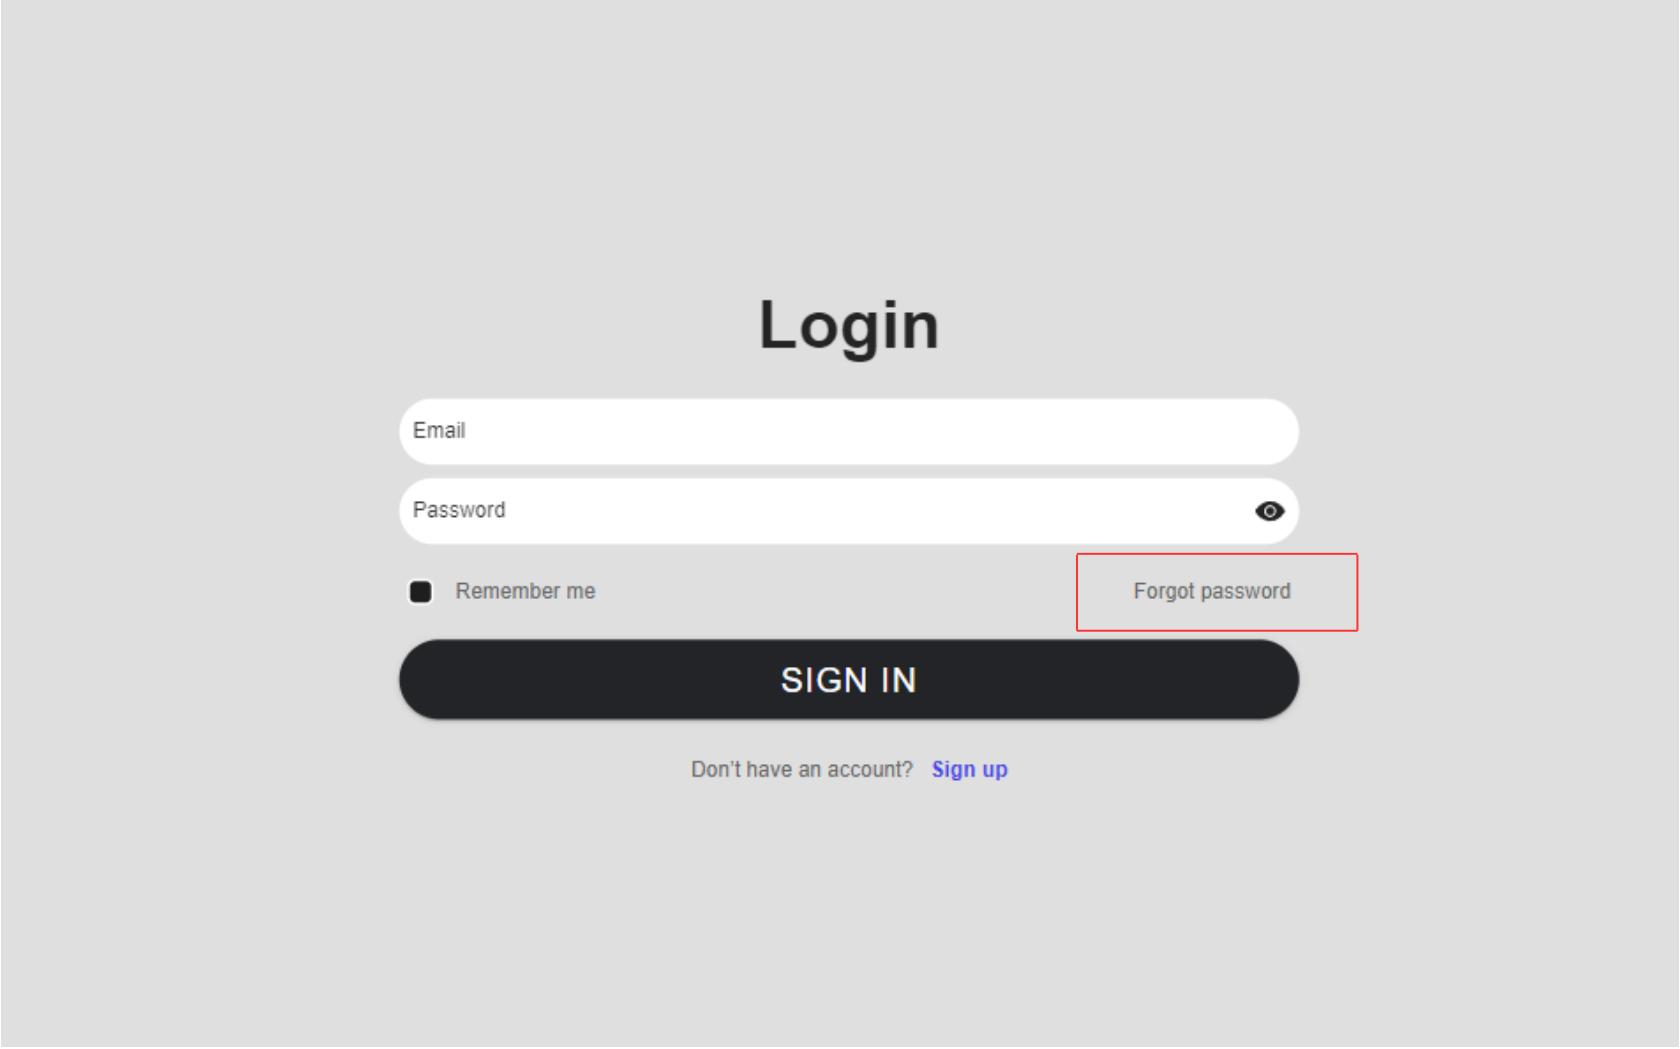 Login
Email
Password
Remember me
Forgot password
SIGN IN
Don't have an account? Sign up